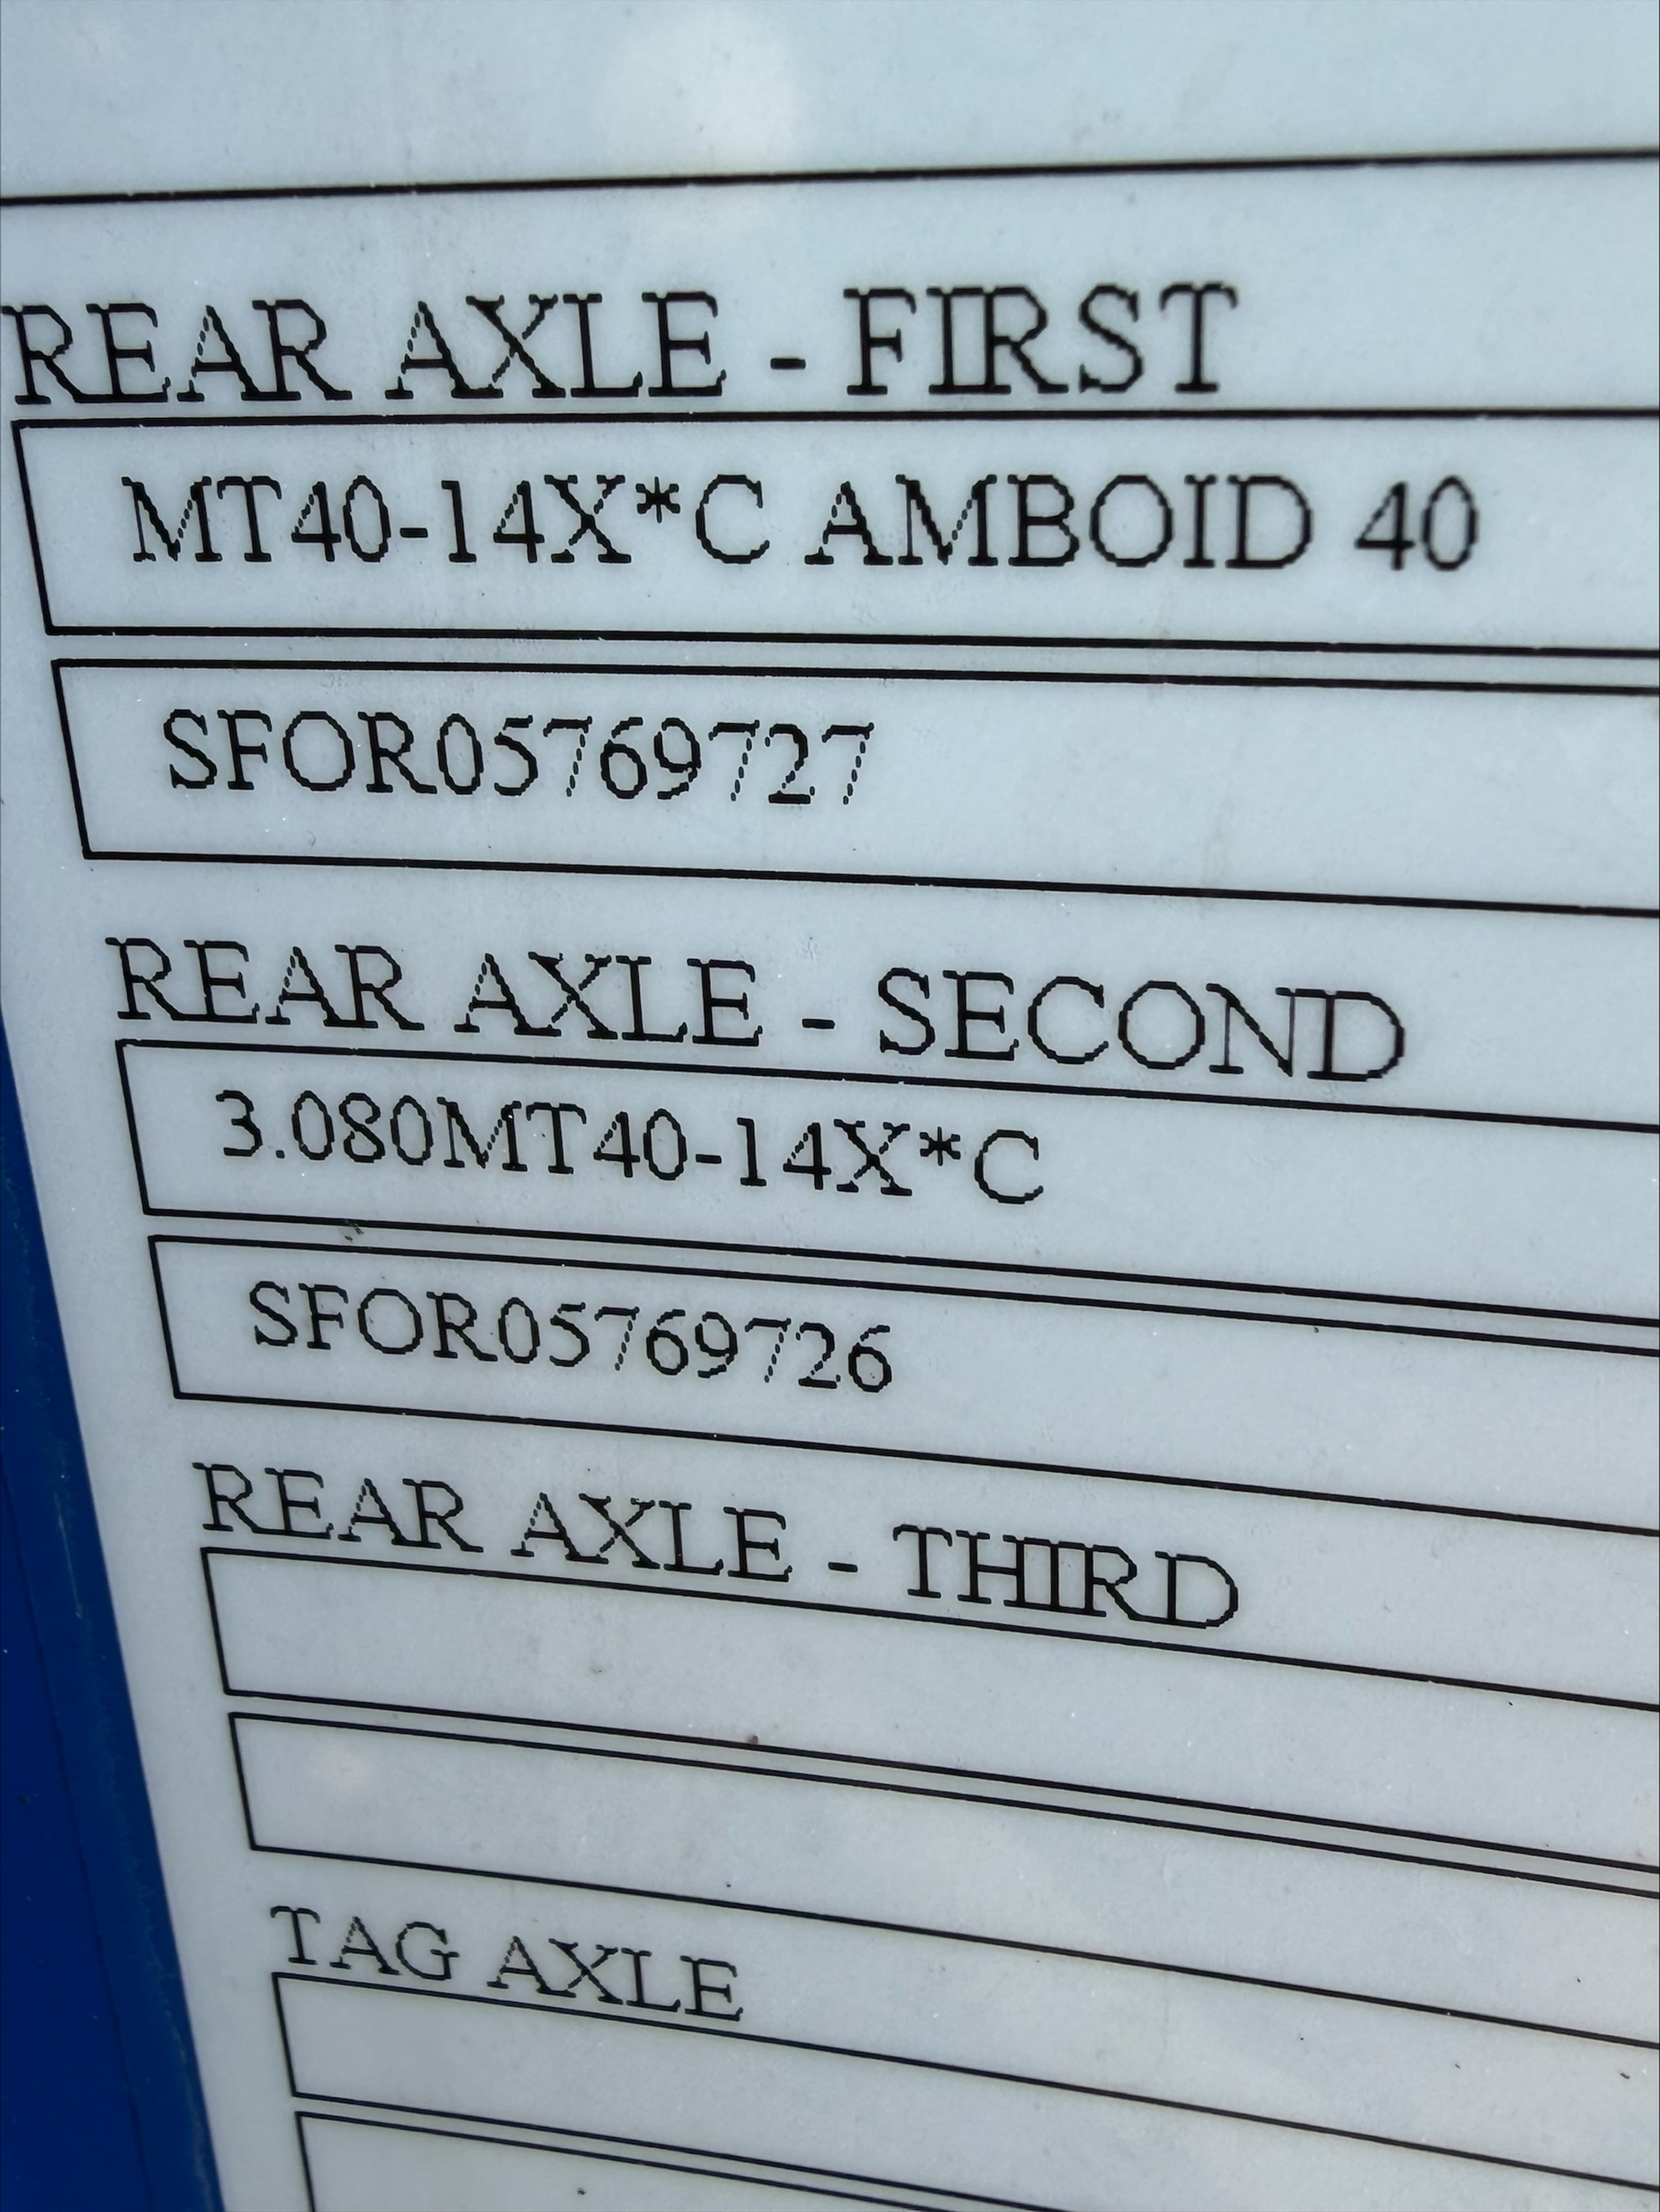 REAR AXLE - FIRST
MT40-14X*C AMBOID 40
SFOR05769727
REAR AXLE - SECOND
3.080MT40-14X*C
SFOR05769726
REAR AXLE - THIRD
TAG AXLE